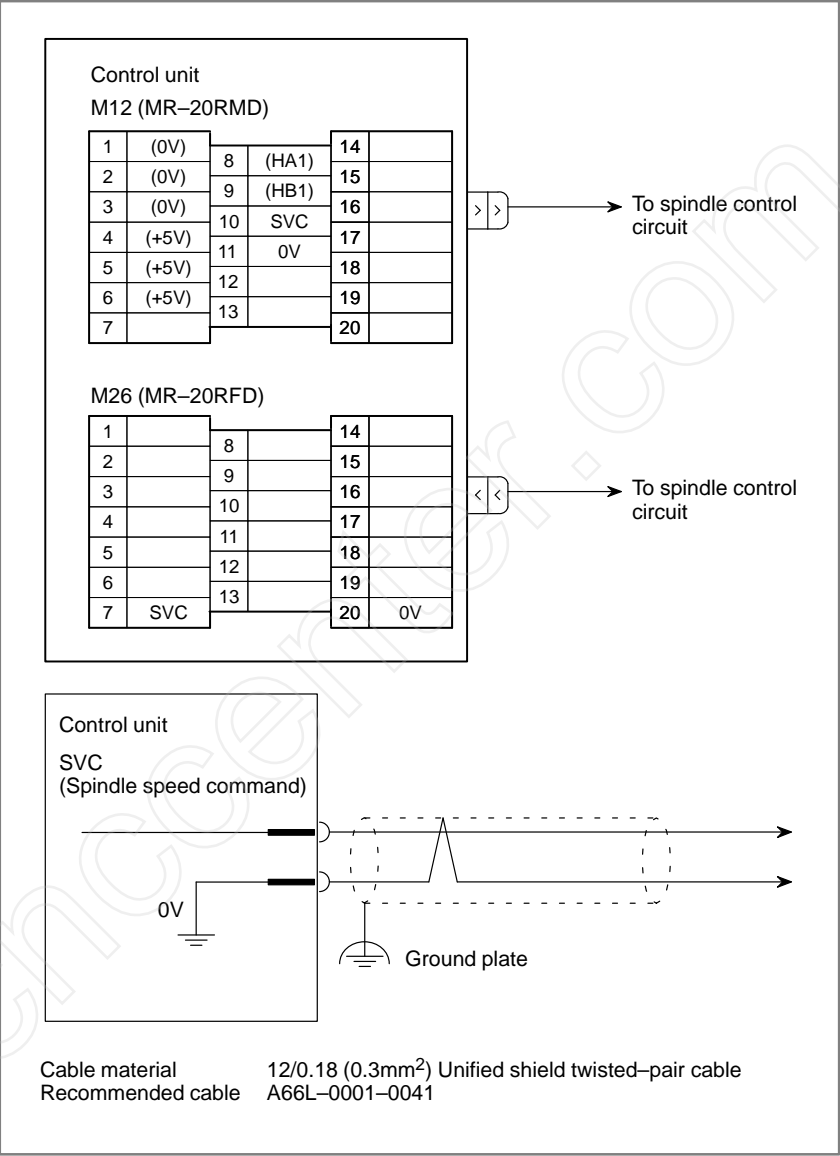 Control unit
M12 (MR–20RMD)
1 (0V)
2 (0V)
3 (0V)
4 (+5V)
5 (+5V)
6 (+5V)
7
8 (HA1)
9 (HB1)
10 SVC
11 0V
12
13
14
15
16
17
18
19
20
To spindle control
circuit
M26 (MR–20RFD)
1
2
3
4
5
6
7 SVC
8
9
10
11
12
13
14
15
16
17
18
19
20 0V
To spindle control
circuit
Control unit
SVC
(Spindle speed command)
0V
Ground plate
Cable material 12/0.18 (0.3mm²) Unified shield twisted–pair cable
Recommended cable A66L–0001–0041
cnccenter.com